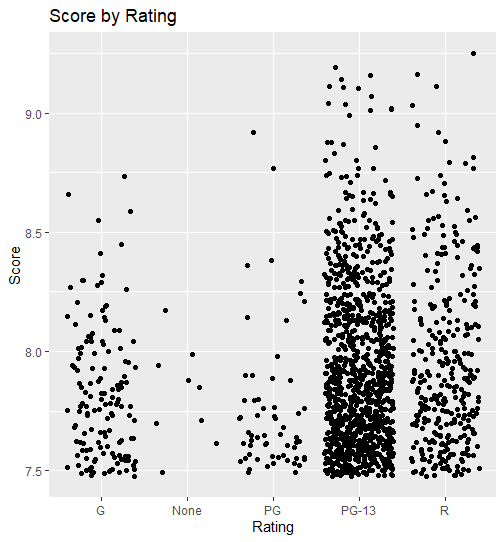 Score by Rating
9.0
8.5
8.0
7.5
Score
G None PG PG-13 R
Rating